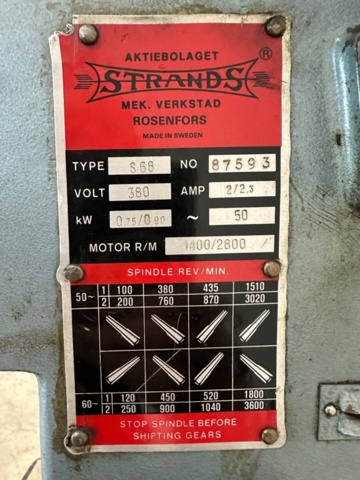 AKTIEBOLAGET
STRANDS ®
MEK. VERKSTAD
ROSENFORS
MADE IN SWEDEN
TYPE S68 NO 87593
VOLT 380 AMP 2/2,3
kW 0,75/0,90 ~ 50
MOTOR R/M 1400/2800
SPINDLE REV/MIN.
50~ 1 100 380 435 1510
2 200 760 870 3020
60~ 1 120 450 520 1800
2 250 900 1040 3600
STOP SPINDLE BEFORE
SHIFTING GEARS